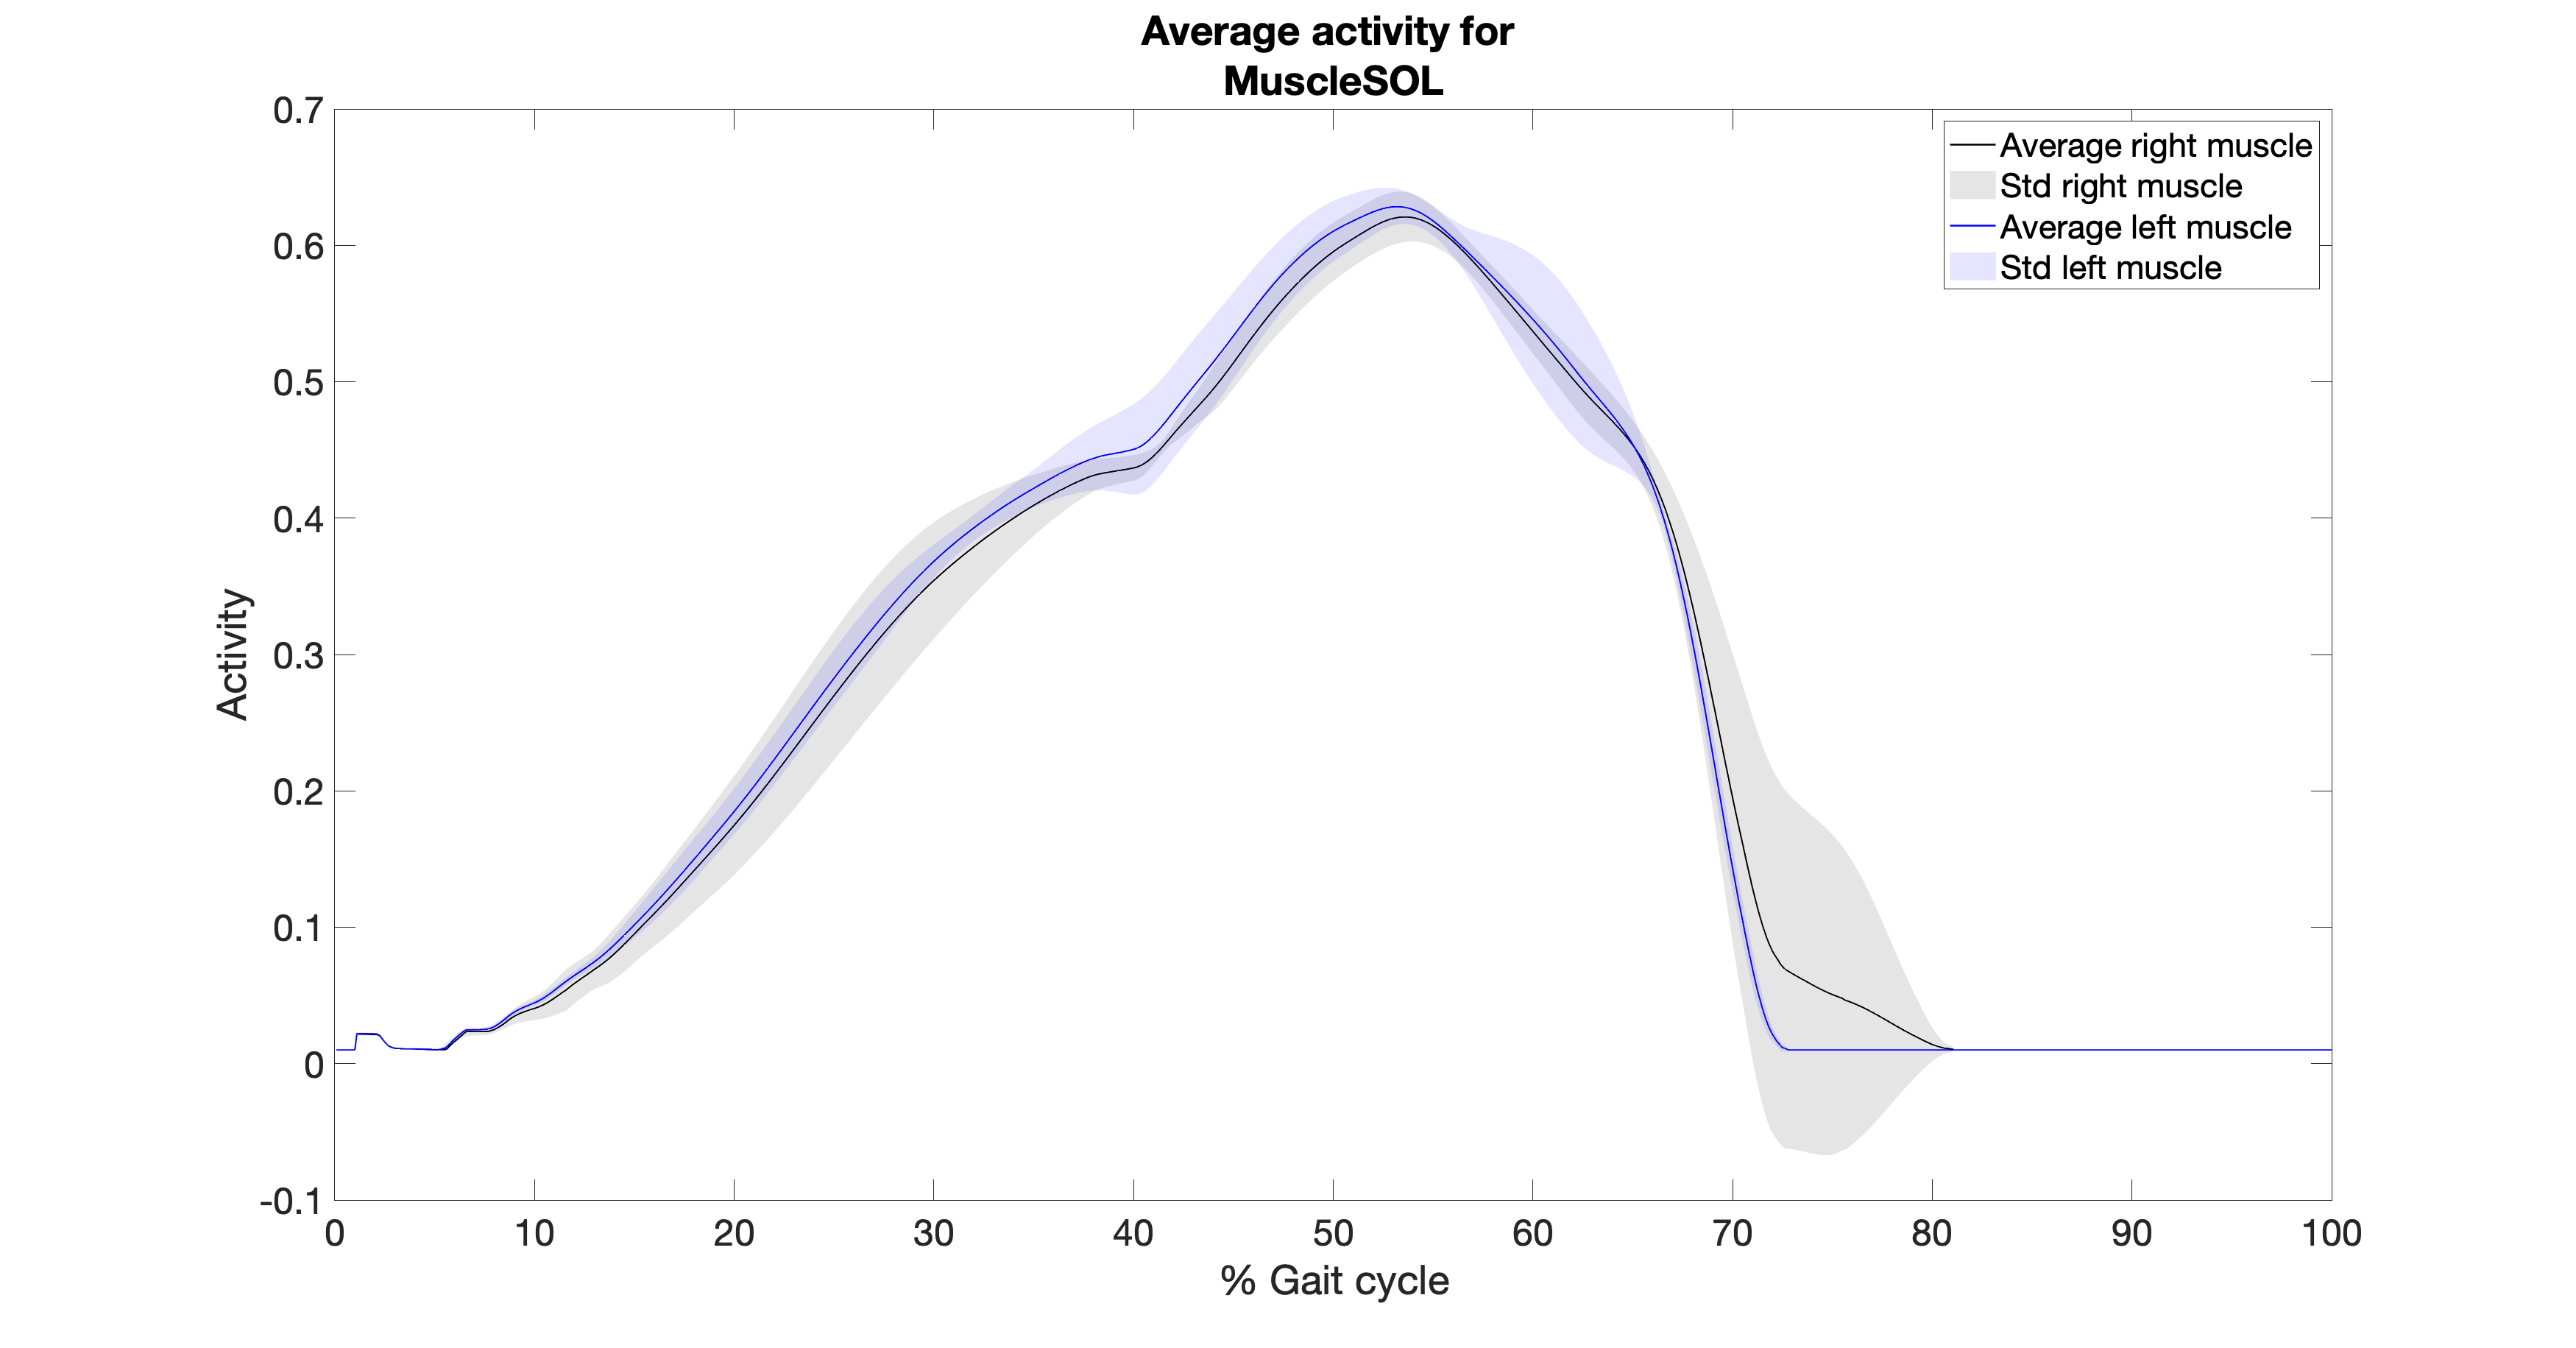 Average activity for
MuscleSOL
0.7
0.6
0.5
0.4
0.3
0.2
0.1
0
-0.1
Activity
Average right muscle
Std right muscle
Average left muscle
Std left muscle
0 10 20 30 40 50 60 70 80 90 100
% Gait cycle